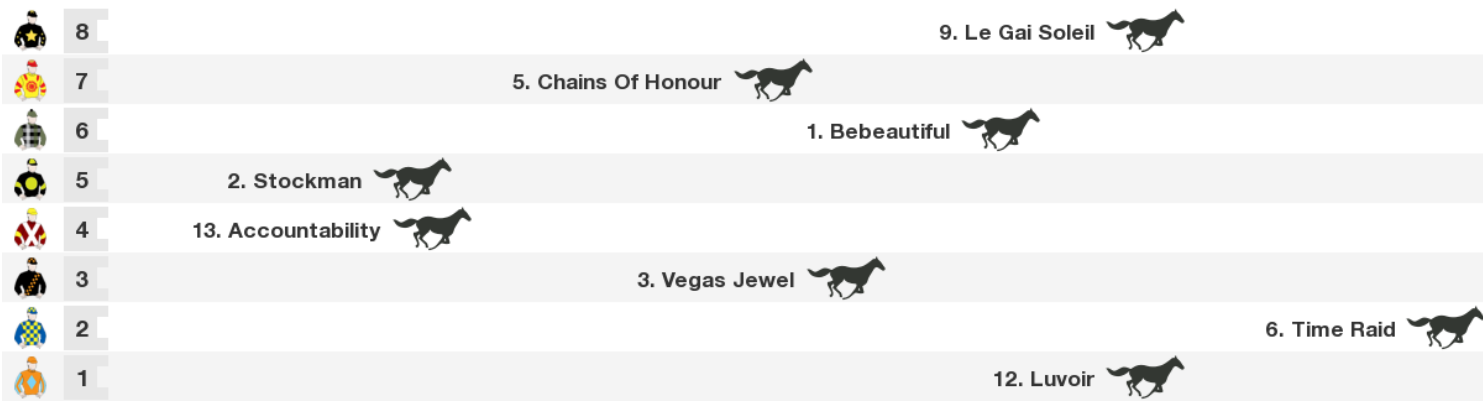 8 9. Le Gai Soleil
7 5. Chains Of Honour
6 1. Bebeautiful
5 2. Stockman
4 13. Accountability
3 3. Vegas Jewel
2 6. Time Raid
1 12. Luvoir